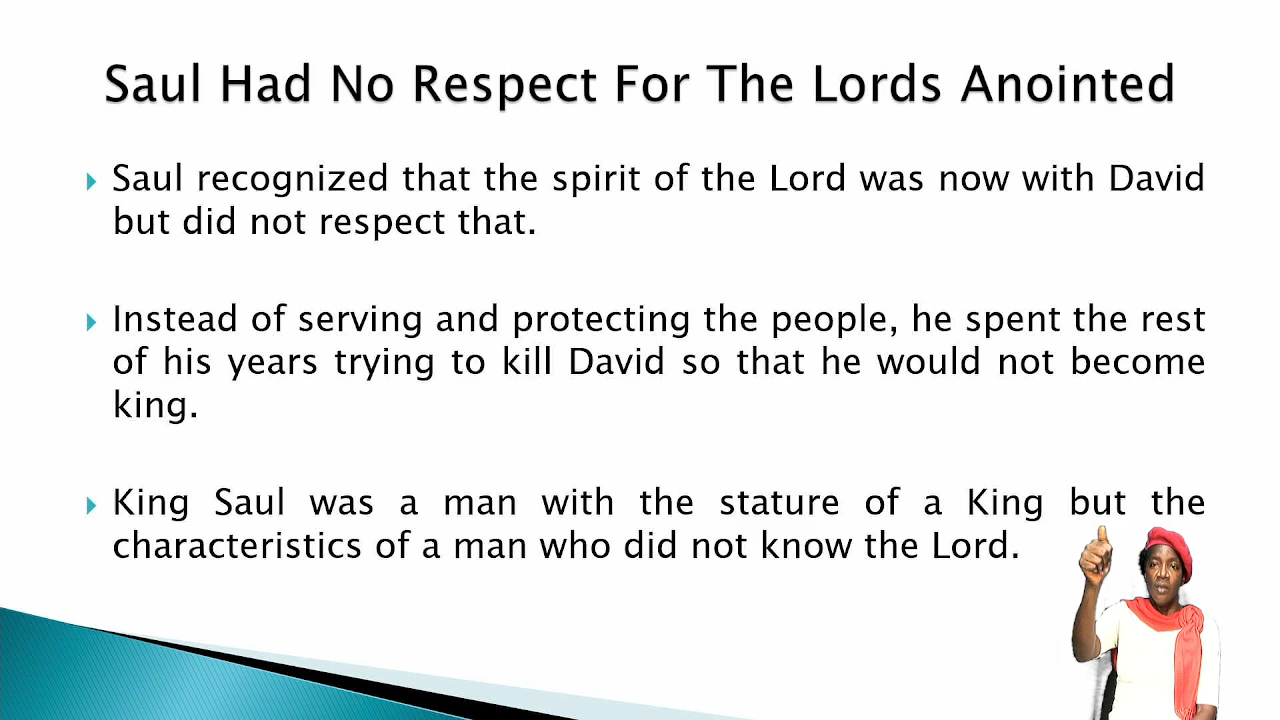 Saul Had No Respect For The Lords Anointed
Saul recognized that the spirit of the Lord was now with David
but did not respect that.
Instead of serving and protecting the people, he spent the rest
of his years trying to kill David so that he would not become
king.
King Saul was a man with the stature of a King but the
characteristics of a man who did not know the Lord.